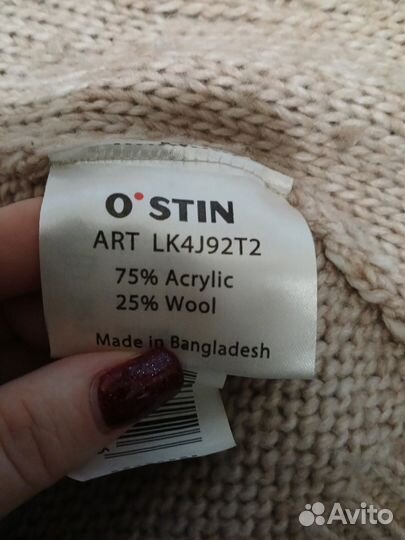 O'STIN
ART LK4J92T2
75% Acrylic
25% Wool
Made in Bangladesh
Avito